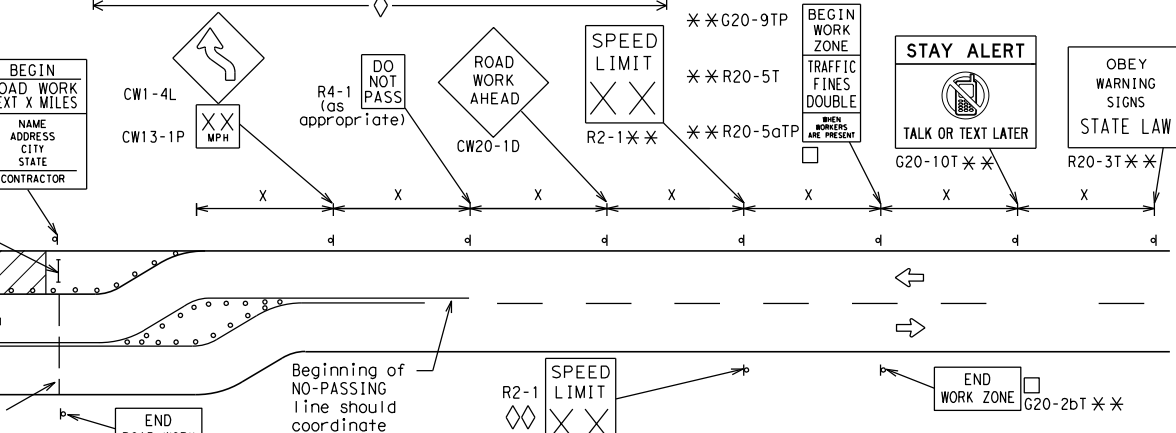 BEGIN
ROAD WORK
NEXT X MILES
NAME
ADDRESS
CITY
STATE
CONTRACTOR
CW1-4L
CW13-1P
XX
MPH
R4-1
(as
appropriate)
DO
NOT
PASS
ROAD
WORK
AHEAD
CW20-1D
SPEED
LIMIT
XX
R2-1**
**G20-9TP
**R20-5T
**R20-5aTP
BEGIN
WORK
ZONE
TRAFFIC
FINES
DOUBLE
WHEN
WORKERS
ARE PRESENT
STAY ALERT
TALK OR TEXT LATER
G20-10T**
OBEY
WARNING
SIGNS
STATE LAW
R20-3T**
X X X X X X X
Beginning of
NO-PASSING
line should
coordinate
R2-1
◊◊
SPEED
LIMIT
XX
END
WORK ZONE
G20-2bT**
END
ROAD WORK